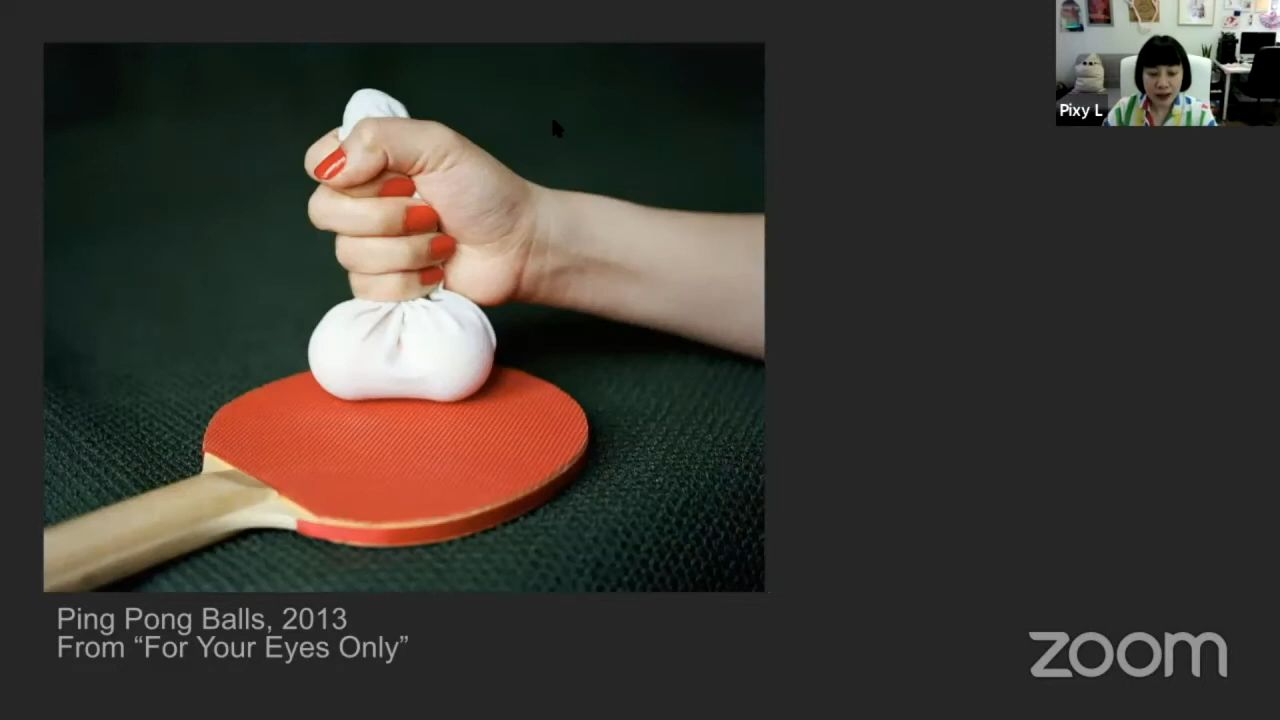 Pixy L
Ping Pong Balls, 2013
From “For Your Eyes Only”
zoom